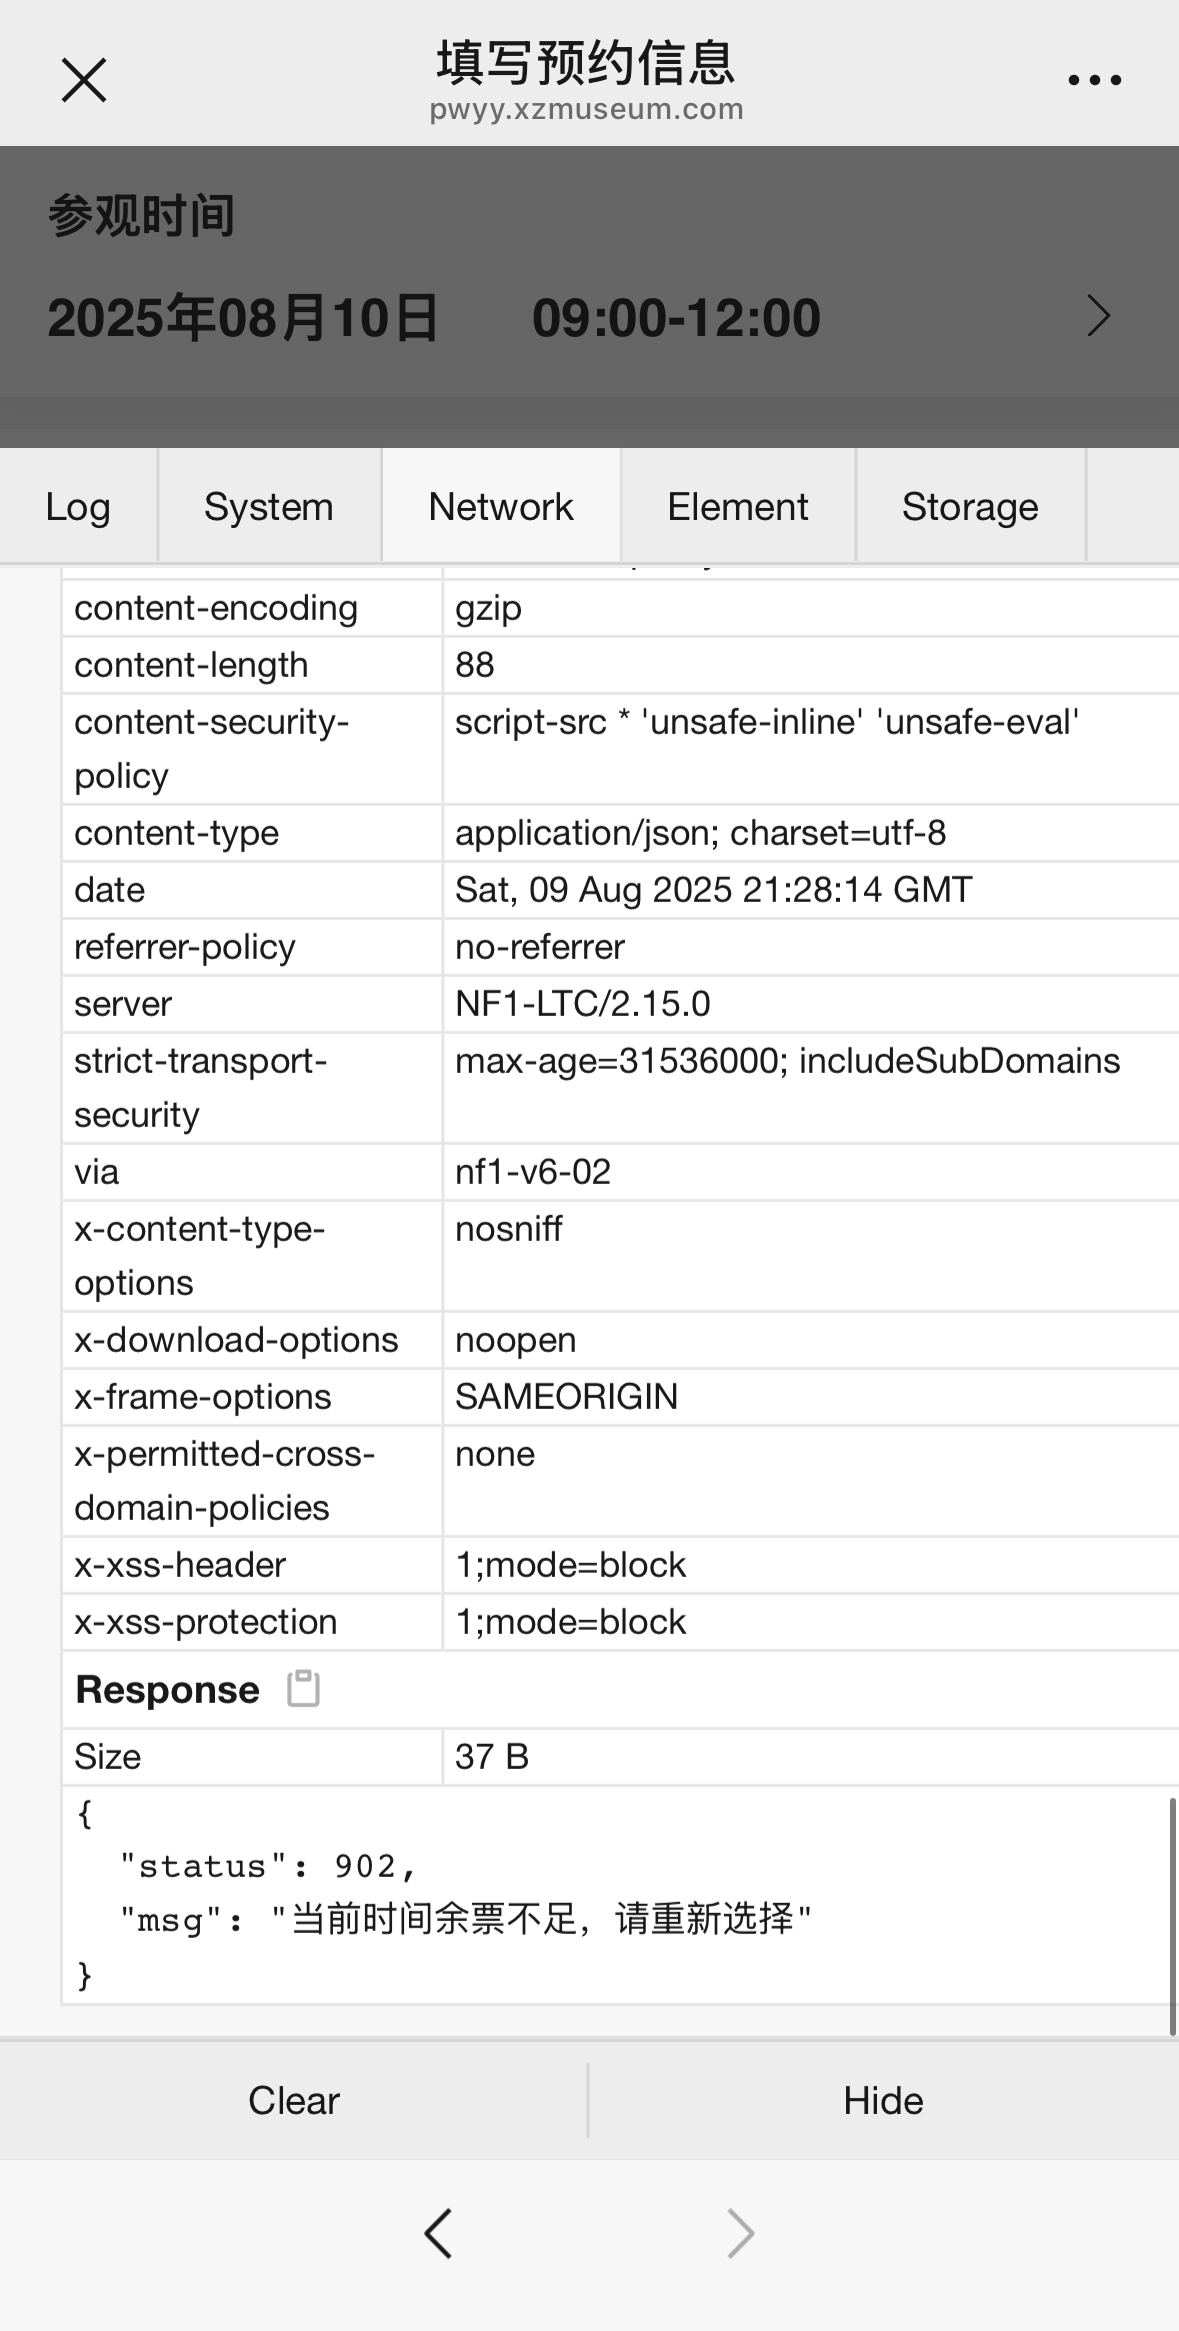 填写预约信息
pwyy.xzmuseum.com
参观时间
2025年08月10日 09:00-12:00
Log System Network Element Storage
content-encoding gzip
content-length 88
content-security-policy script-src * 'unsafe-inline' 'unsafe-eval'
content-type application/json; charset=utf-8
date Sat, 09 Aug 2025 21:28:14 GMT
referrer-policy no-referrer
server NF1-LTC/2.15.0
strict-transport-security max-age=31536000; includeSubDomains
via nf1-v6-02
x-content-type-options nosniff
x-download-options noopen
x-frame-options SAMEORIGIN
x-permitted-cross-domain-policies none
x-xss-header 1;mode=block
x-xss-protection 1;mode=block
Response
Size 37 B
{
"status": 902,
"msg": "当前时间余票不足，请重新选择"
}
Clear Hide